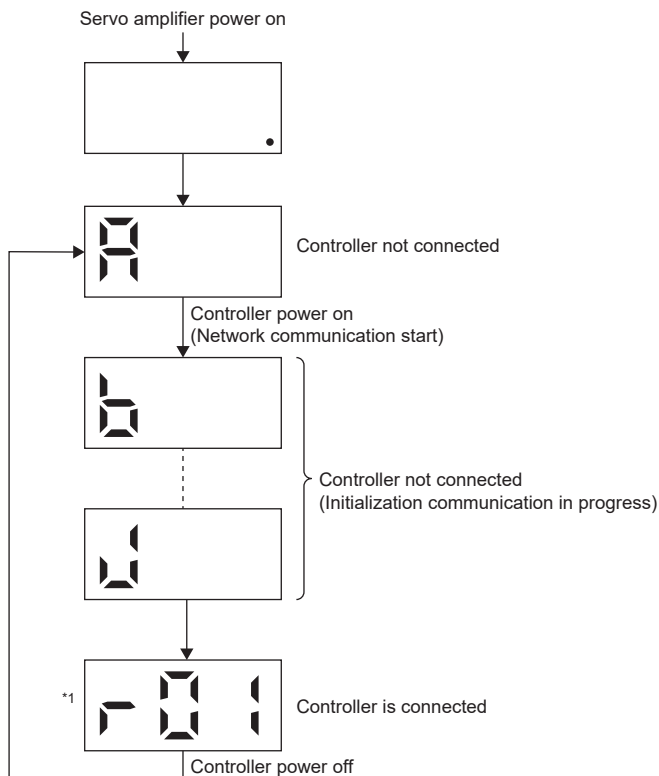 Servo amplifier power on
A
Controller not connected
Controller power on
(Network communication start)
b
Controller not connected
(Initialization communication in progress)
J
*1
r01
Controller is connected
Controller power off